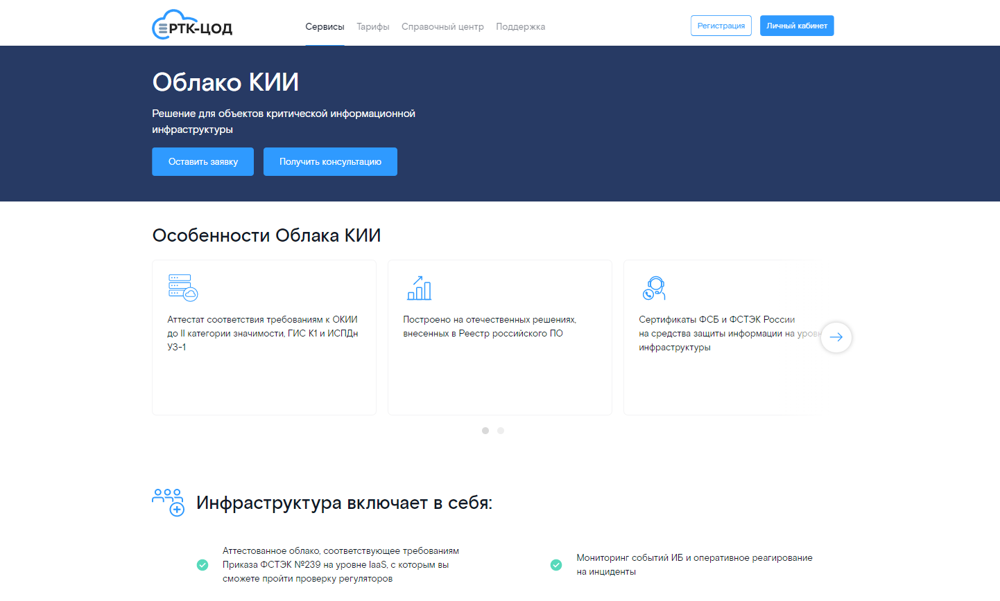 РТК-ЦОД
Сервисы Тарифы Справочный центр Поддержка
Регистрация Личный кабинет
Облако КИИ
Решение для объектов критической информационной
инфраструктуры
Оставить заявку Получить консультацию
Особенности Облака КИИ
Аттестат соответствия требованиям к ОКИИ
до II категории значимости, ГИС К1 и ИСПДн
УЗ-1
Построено на отечественных решениях,
внесенных в Реестр российского ПО
Сертификаты ФСБ и ФСТЭК России
на средства защиты информации на уровн
инфраструктуры
Инфраструктура включает в себя:
Аттестованное облако, соответствующее требованиям
Приказа ФСТЭК №239 на уровне IaaS, с которым вы
сможете пройти проверку регуляторов
Мониторинг событий ИБ и оперативное реагирование
на инциденты